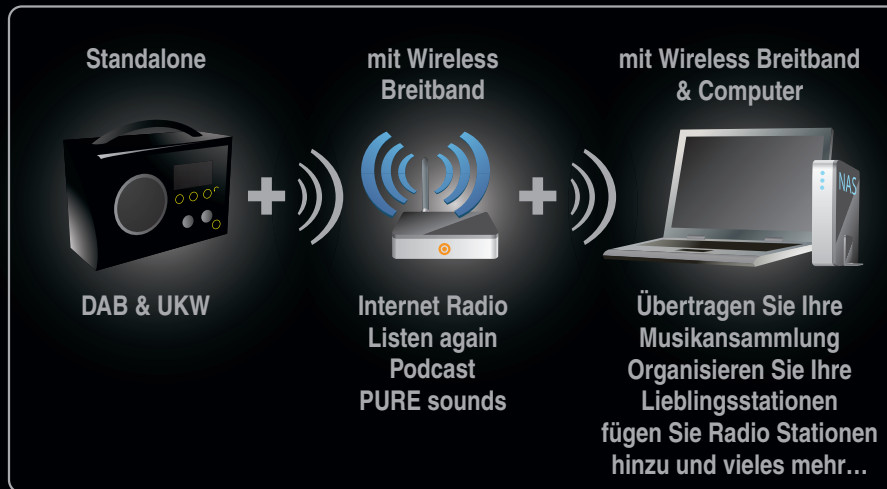 Standalone
mit Wireless
Breitband
mit Wireless Breitband
& Computer
NAS
DAB & UKW
Internet Radio
Listen again
Podcast
PURE sounds
Übertragen Sie Ihre
Musikansammlung
Organisieren Sie Ihre
Lieblingsstationen
fügen Sie Radio Stationen
hinzu und vieles mehr…